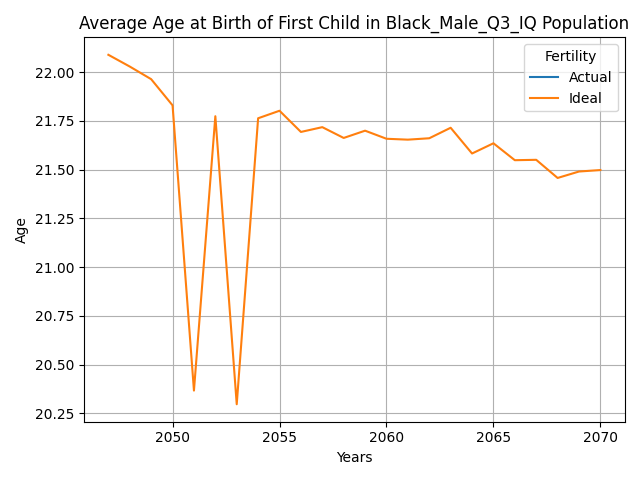 Average Age at Birth of First Child in Black_Male_Q3_IQ Population
Fertility
Actual
Ideal
22.00
21.75
21.50
21.25
21.00
20.75
20.50
20.25
Age
2050
2055
2060
2065
2070
Years